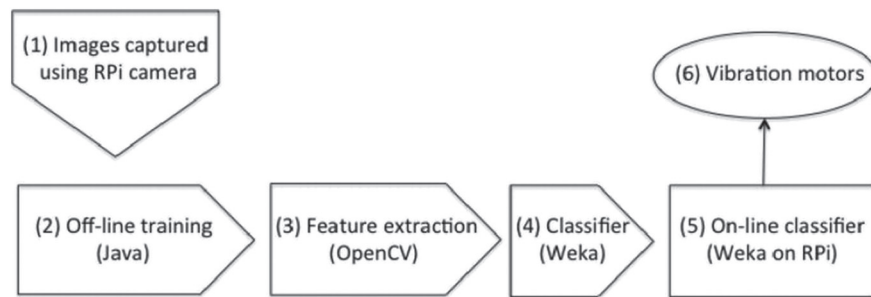 (1) Images captured
using RPi camera
(6) Vibration motors
(2) Off-line training
(Java)
(3) Feature extraction
(OpenCV)
(4) Classifier
(Weka)
(5) On-line classifier
(Weka on RPi)